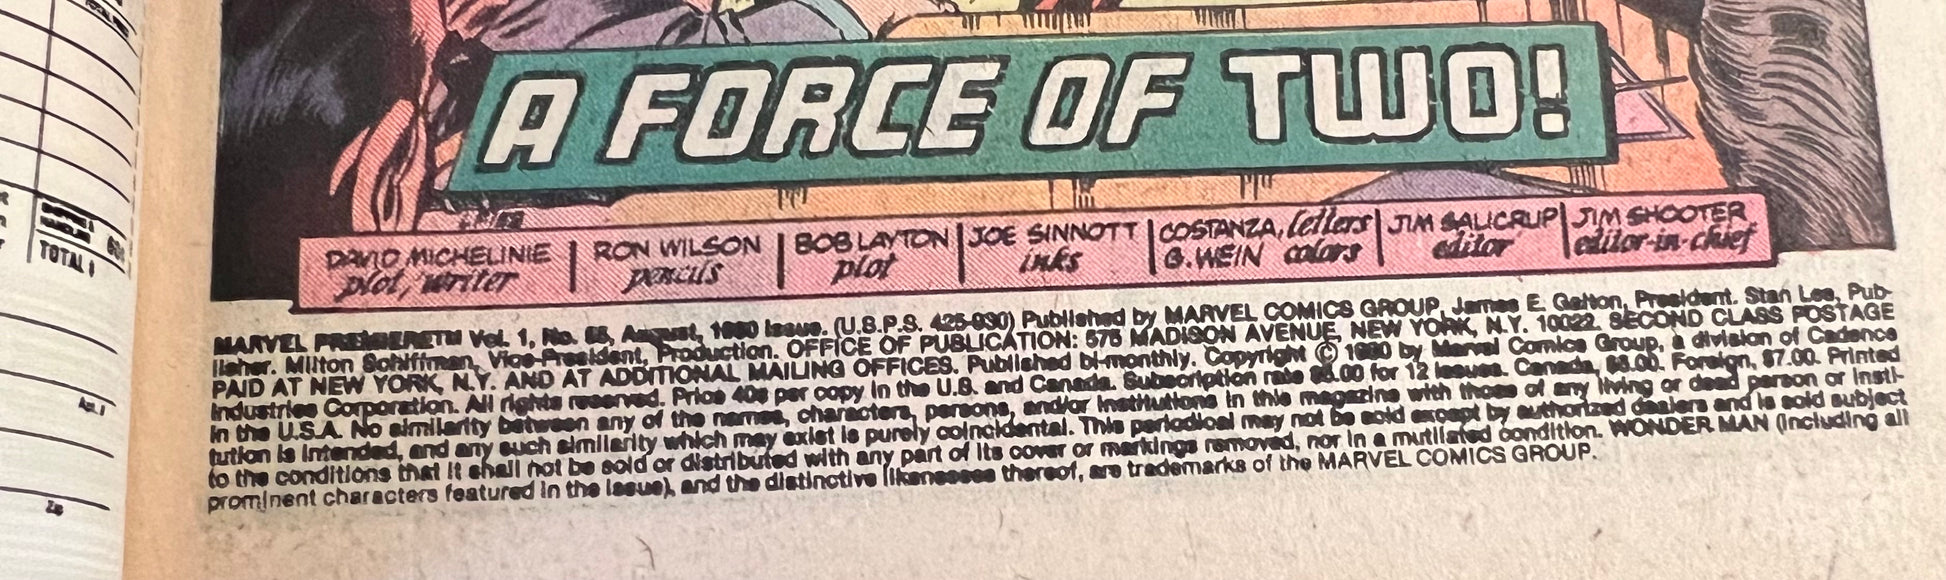 A FORCE OF TWO!
DAVID MICHELINIE RON WILSON BOB LAYTON JOE SINNOTT COSTANZA, letters JIM SALICRUP JIM SHOOTER
plot, writer pencils plot inks G. WEIN colors editor editor-in-chief
MARVEL PREMIERETM Vol. 1, No. 55, August, 1980 issue. (U.S.P.S. 425-930) Published by MARVEL COMICS GROUP, James E. Galton, President. Stan Lee, Pub-
lisher. Milton Schiffman, Vice-President, Production. OFFICE OF PUBLICATION: 575 MADISON AVENUE, NEW YORK, N.Y. 10022. SECOND CLASS POSTAGE
PAID AT NEW YORK, N.Y. AND AT ADDITIONAL MAILING OFFICES. Published bi-monthly. Copyright © 1980 by Marvel Comics Group, a division of Cadence
Industries Corporation. All rights reserved. Price 40¢ per copy in the U.S. and Canada. Subscription rate for 12 issues. Canada, Foreign, $7.00. Printed
in the U.S.A. No similarity between any of the names, characters, persons, and/or institutions in this magazine with those of any living or dead person or insti-
tution is intended, and any such similarity which may exist is purely coincidental. This periodical may not be sold except by authorized dealers and is sold subject
to the conditions that it shall not be sold or distributed with any part of its cover or markings removed, nor in a mutilated condition. WONDER MAN (including all
prominent characters featured in the issue), and the distinctive likenesses thereof, are trademarks of the MARVEL COMICS GROUP.
TOTAL $
Apt. #
Zip